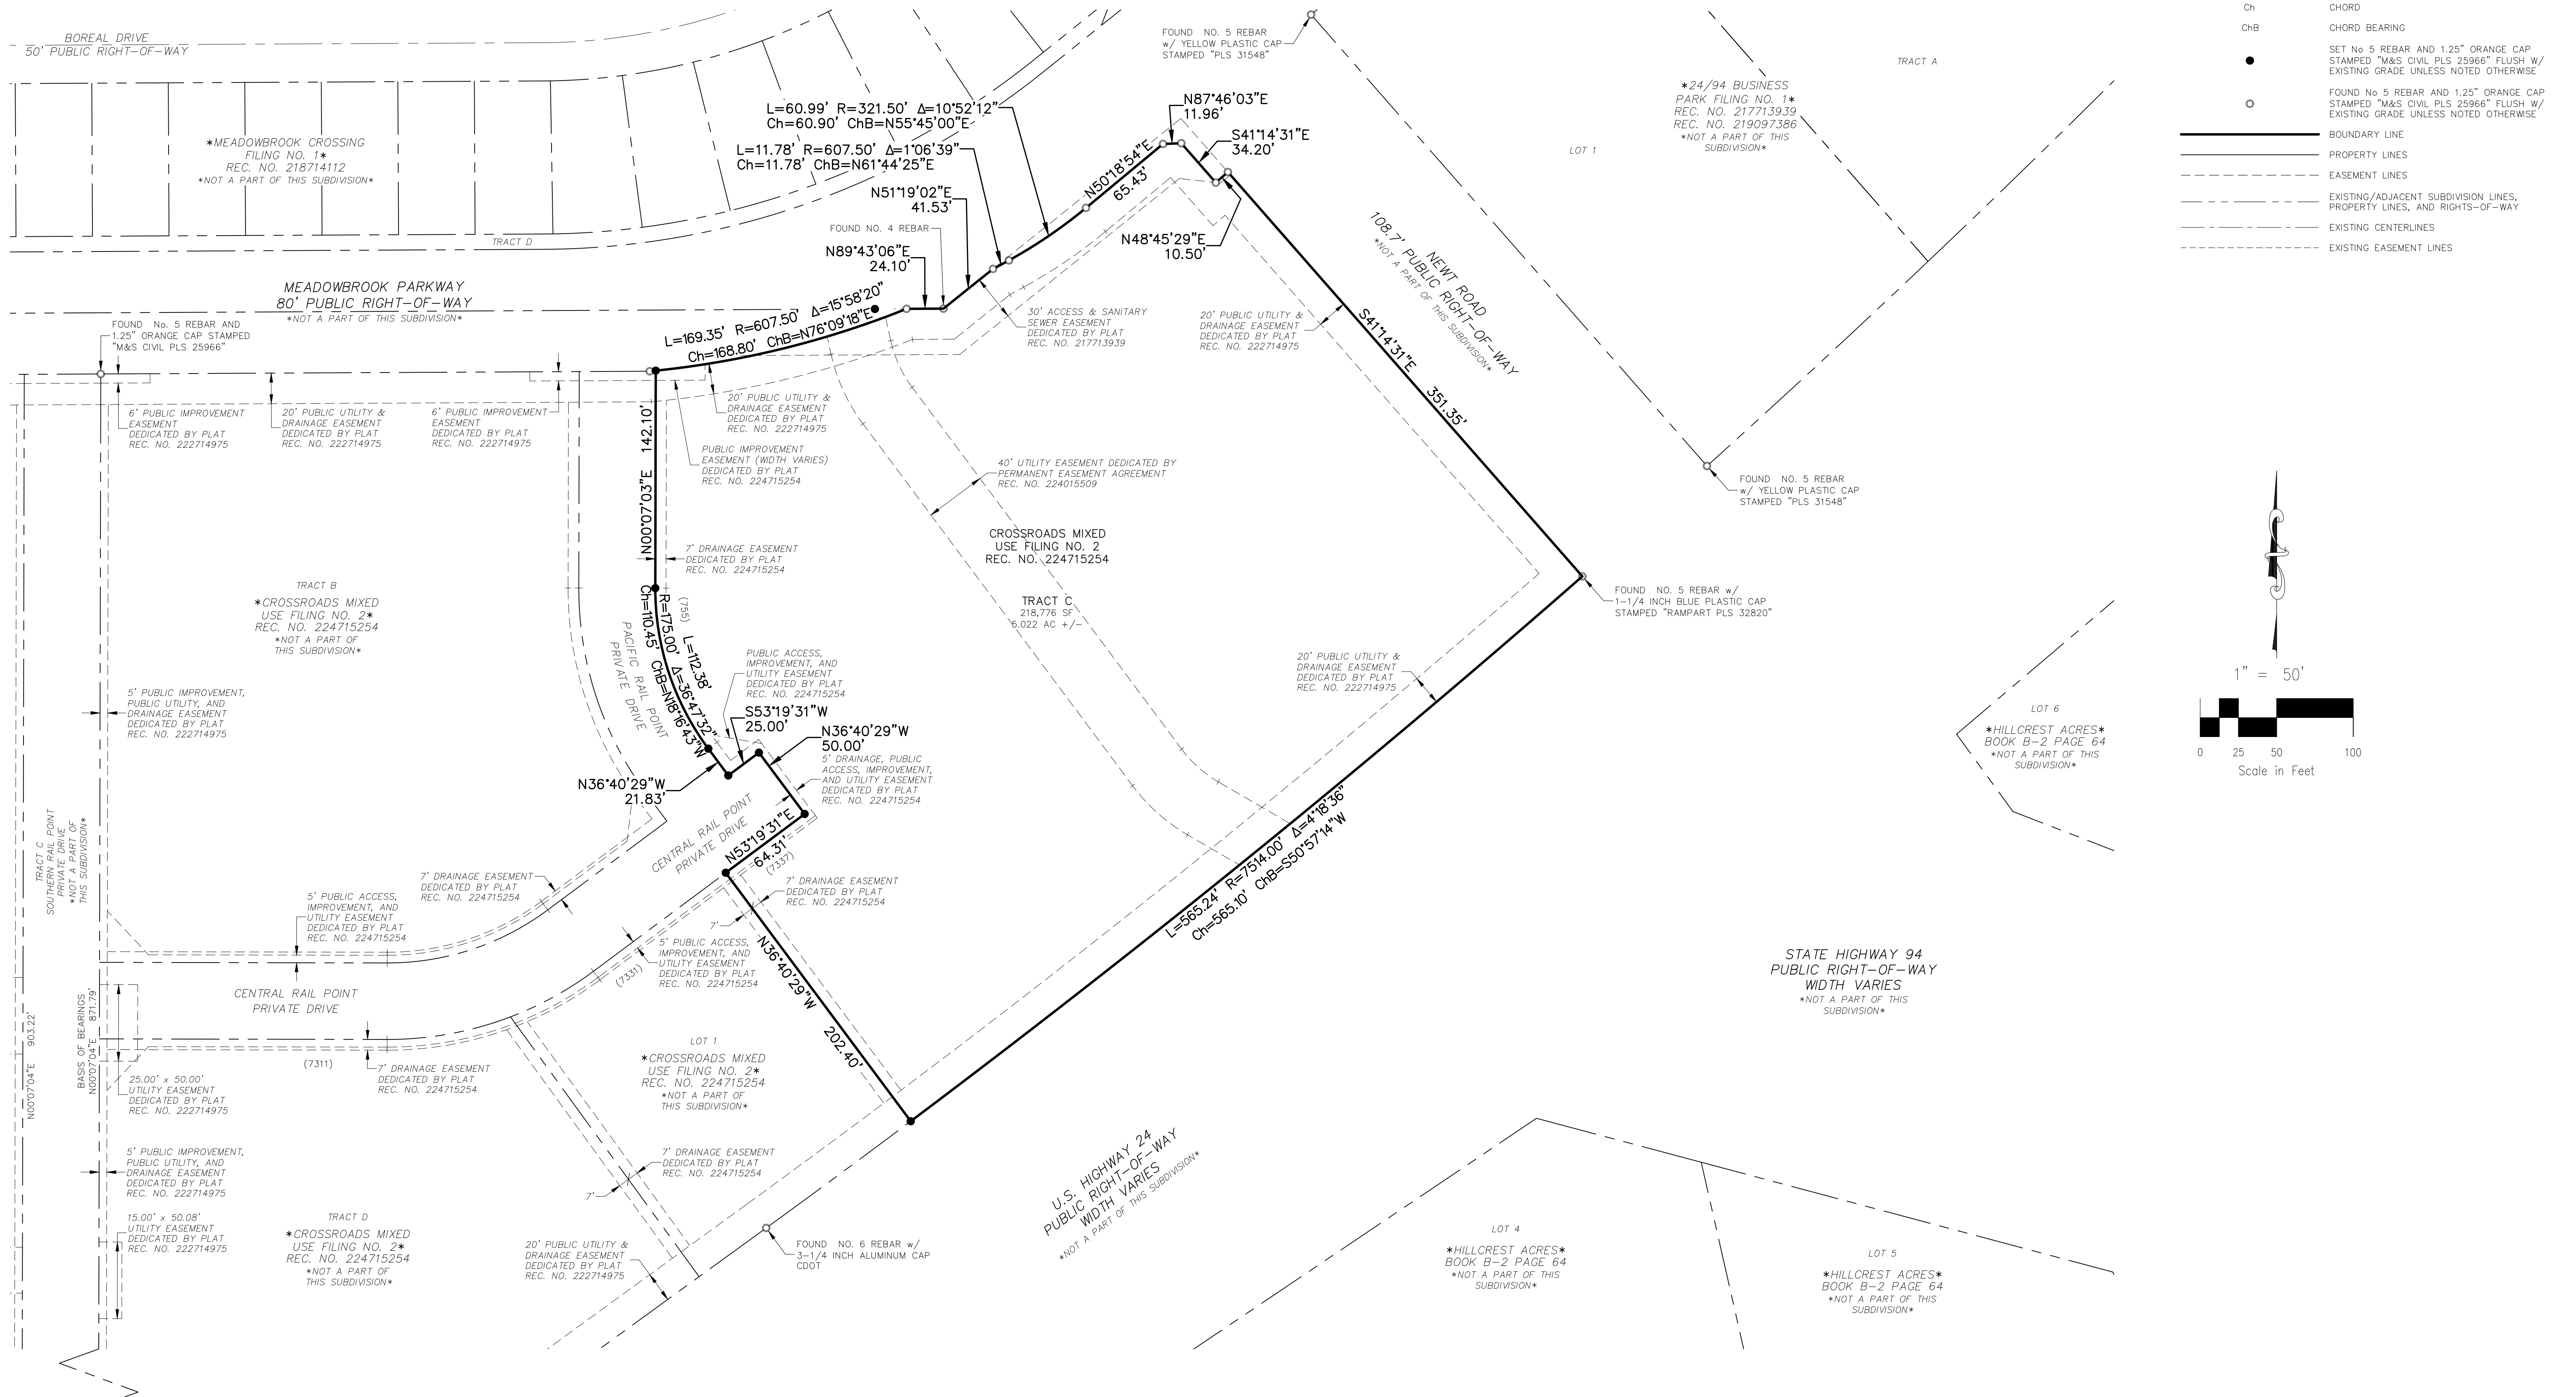 BOREAL DRIVE
50' PUBLIC RIGHT-OF-WAY
*MEADOWBROOK CROSSING
FILING NO. 1*
REC. NO. 218714112
*NOT A PART OF THIS SUBDIVISION*
TRACT D
MEADOWBROOK PARKWAY
80' PUBLIC RIGHT-OF-WAY
*NOT A PART OF THIS SUBDIVISION*
FOUND No. 5 REBAR AND
1.25" ORANGE CAP STAMPED
"M&S CIVIL PLS 25966"
L=60.99' R=321.50' Δ=10°52'12"
Ch=60.90' ChB=N55°45'00"E
L=11.78' R=607.50' Δ=1°06'39"
Ch=11.78' ChB=N61°44'25"E
N51°19'02"E
41.53'
FOUND NO. 4 REBAR
N89°43'06"E
24.10'
L=169.35' R=607.50' Δ=15°58'20"
Ch=168.80' ChB=N76°09'18"E
N50°18'54"E
65.43'
FOUND NO. 5 REBAR
w/ YELLOW PLASTIC CAP
STAMPED "PLS 31548"
N87°46'03"E
11.96'
S41°14'31"E
34.20'
N48°45'29"E
10.50'
30' ACCESS & SANITARY
SEWER EASEMENT
DEDICATED BY PLAT
REC. NO. 217713939
20' PUBLIC UTILITY &
DRAINAGE EASEMENT
DEDICATED BY PLAT
REC. NO. 222714975
NEWT ROAD
108.7' PUBLIC RIGHT-OF-WAY
*NOT A PART OF THIS SUBDIVISION*
S41°14'31"E 351.35'
LOT 1
*24/94 BUSINESS
PARK FILING NO. 1*
REC. NO. 217713939
REC. NO. 219097386
*NOT A PART OF THIS
SUBDIVISION*
TRACT A
FOUND NO. 5 REBAR
w/ YELLOW PLASTIC CAP
STAMPED "PLS 31548"
FOUND NO. 5 REBAR w/
1-1/4 INCH BLUE PLASTIC CAP
STAMPED "RAMPART PLS 32820"
Ch CHORD
ChB CHORD BEARING
SET No 5 REBAR AND 1.25" ORANGE CAP
STAMPED "M&S CIVIL PLS 25966" FLUSH W/
EXISTING GRADE UNLESS NOTED OTHERWISE
FOUND No 5 REBAR AND 1.25" ORANGE CAP
STAMPED "M&S CIVIL PLS 25966" FLUSH W/
EXISTING GRADE UNLESS NOTED OTHERWISE
BOUNDARY LINE
PROPERTY LINES
EASEMENT LINES
EXISTING/ADJACENT SUBDIVISION LINES,
PROPERTY LINES, AND RIGHTS-OF-WAY
EXISTING CENTERLINES
EXISTING EASEMENT LINES
1" = 50'
0 25 50 100
Scale in Feet
6' PUBLIC IMPROVEMENT
EASEMENT
DEDICATED BY PLAT
REC. NO. 222714975
20' PUBLIC UTILITY &
DRAINAGE EASEMENT
DEDICATED BY PLAT
REC. NO. 222714975
6' PUBLIC IMPROVEMENT
EASEMENT
DEDICATED BY PLAT
REC. NO. 222714975
20' PUBLIC UTILITY &
DRAINAGE EASEMENT
DEDICATED BY PLAT
REC. NO. 222714975
PUBLIC IMPROVEMENT
EASEMENT (WIDTH VARIES)
DEDICATED BY PLAT
REC. NO. 224715254
40' UTILITY EASEMENT DEDICATED BY
PERMANENT EASEMENT AGREEMENT
REC. NO. 224015509
N00°07'03"E 142.10'
7' DRAINAGE EASEMENT
DEDICATED BY PLAT
REC. NO. 224715254
CROSSROADS MIXED
USE FILING NO. 2
REC. NO. 224715254
TRACT C
218,776 SF
5.022 AC +/-
TRACT B
*CROSSROADS MIXED
USE FILING NO. 2*
REC. NO. 224715254
*NOT A PART OF
THIS SUBDIVISION*
(755)
L=112.38'
R=175.00' Δ=36°47'32"
Ch=110.45' ChB=N18°16'43"W
PACIFIC RAIL POINT
PRIVATE DRIVE
PUBLIC ACCESS,
IMPROVEMENT, AND
UTILITY EASEMENT
DEDICATED BY PLAT
REC. NO. 224715254
S53°19'31"W
25.00'
N36°40'29"W
50.00'
5' DRAINAGE, PUBLIC
ACCESS, IMPROVEMENT,
AND UTILITY EASEMENT
DEDICATED BY PLAT
REC. NO. 224715254
N36°40'29"W
21.83'
20' PUBLIC UTILITY &
DRAINAGE EASEMENT
DEDICATED BY PLAT
REC. NO. 222714975
L=565.24' R=7514.00' Δ=4°18'36"
Ch=565.10' ChB=S50°57'14"W
5' PUBLIC IMPROVEMENT,
PUBLIC UTILITY, AND
DRAINAGE EASEMENT
DEDICATED BY PLAT
REC. NO. 222714975
TRACT C
SOUTHERN RAIL POINT
PRIVATE DRIVE
*NOT A PART OF
THIS SUBDIVISION*
CENTRAL RAIL POINT
PRIVATE DRIVE
N53°19'31"E
64.31'
(7337)
7' DRAINAGE EASEMENT
DEDICATED BY PLAT
REC. NO. 224715254
7' DRAINAGE EASEMENT
DEDICATED BY PLAT
REC. NO. 224715254
7'
5' PUBLIC ACCESS,
IMPROVEMENT, AND
UTILITY EASEMENT
DEDICATED BY PLAT
REC. NO. 224715254
5' PUBLIC ACCESS,
IMPROVEMENT, AND
UTILITY EASEMENT
DEDICATED BY PLAT
REC. NO. 224715254
(7331)
N36°40'29"W 202.40'
CENTRAL RAIL POINT
PRIVATE DRIVE
N00°07'04"E 903.22'
BASIS OF BEARINGS
N00°07'04"E 871.79'
(7311)
7' DRAINAGE EASEMENT
DEDICATED BY PLAT
REC. NO. 224715254
25.00' x 50.00'
UTILITY EASEMENT
DEDICATED BY PLAT
REC. NO. 222714975
LOT 1
*CROSSROADS MIXED
USE FILING NO. 2*
REC. NO. 224715254
*NOT A PART OF
THIS SUBDIVISION*
5' PUBLIC IMPROVEMENT,
PUBLIC UTILITY, AND
DRAINAGE EASEMENT
DEDICATED BY PLAT
REC. NO. 222714975
7' DRAINAGE EASEMENT
DEDICATED BY PLAT
REC. NO. 224715254
7'
15.00' x 50.08'
UTILITY EASEMENT
DEDICATED BY PLAT
REC. NO. 222714975
TRACT D
*CROSSROADS MIXED
USE FILING NO. 2*
REC. NO. 224715254
*NOT A PART OF
THIS SUBDIVISION*
20' PUBLIC UTILITY &
DRAINAGE EASEMENT
DEDICATED BY PLAT
REC. NO. 222714975
FOUND NO. 6 REBAR w/
3-1/4 INCH ALUMINUM CAP
CDOT
U.S. HIGHWAY 24
PUBLIC RIGHT-OF-WAY
WIDTH VARIES
*NOT A PART OF THIS SUBDIVISION*
STATE HIGHWAY 94
PUBLIC RIGHT-OF-WAY
WIDTH VARIES
*NOT A PART OF THIS
SUBDIVISION*
LOT 6
*HILLCREST ACRES*
BOOK B-2 PAGE 64
*NOT A PART OF THIS
SUBDIVISION*
LOT 4
*HILLCREST ACRES*
BOOK B-2 PAGE 64
*NOT A PART OF THIS
SUBDIVISION*
LOT 5
*HILLCREST ACRES*
BOOK B-2 PAGE 64
*NOT A PART OF THIS
SUBDIVISION*